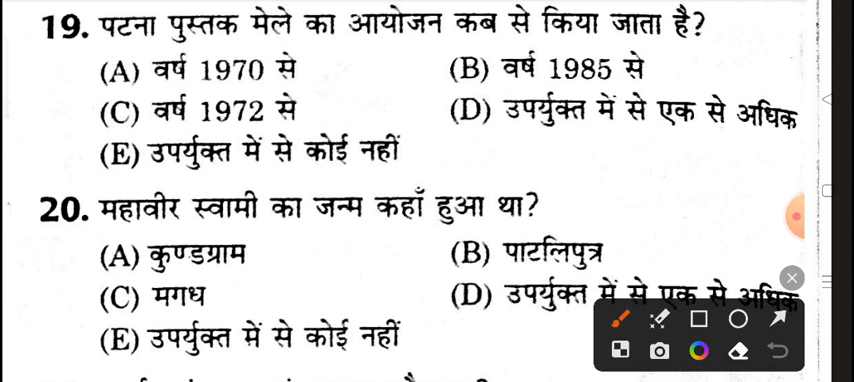 19. पटना पुस्तक मेले का आयोजन कब से किया जाता है?
(A) वर्ष 1970 से (B) वर्ष 1985 से
(C) वर्ष 1972 से (D) उपर्युक्त में से एक से अधिक
(E) उपर्युक्त में से कोई नहीं
20. महावीर स्वामी का जन्म कहाँ हुआ था?
(A) कुण्डग्राम (B) पाटलिपुत्र
(C) मगध (D) उपर्युक्त में से एक से अधिक
(E) उपर्युक्त में से कोई नहीं